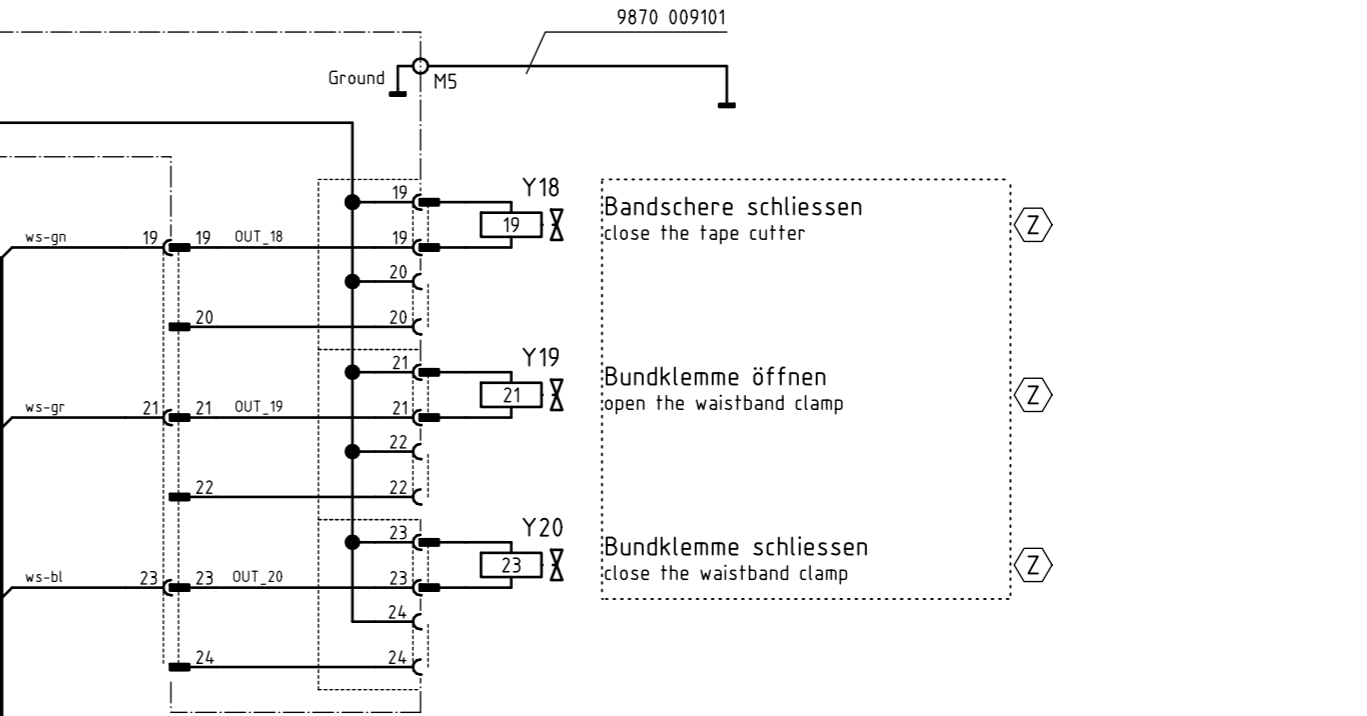 9870 009101
Ground
M5
19
Y18
19
Bandschere schliessen
close the tape cutter
Z
ws-gn
19
19
OUT_18
19
20
20
20
21
Y19
21
Bundklemme öffnen
open the waistband clamp
Z
ws-gr
21
21
OUT_19
21
22
22
22
23
Y20
23
Bundklemme schliessen
close the waistband clamp
Z
ws-bl
23
23
OUT_20
23
24
24
24